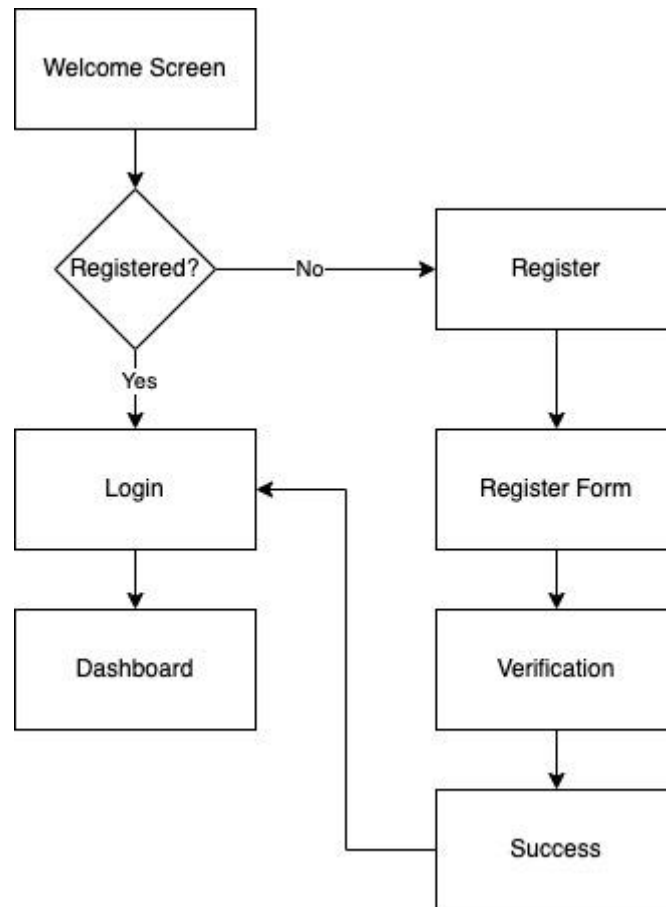 Welcome Screen
Registered?
No
Register
Yes
Login
Register Form
Dashboard
Verification
Success